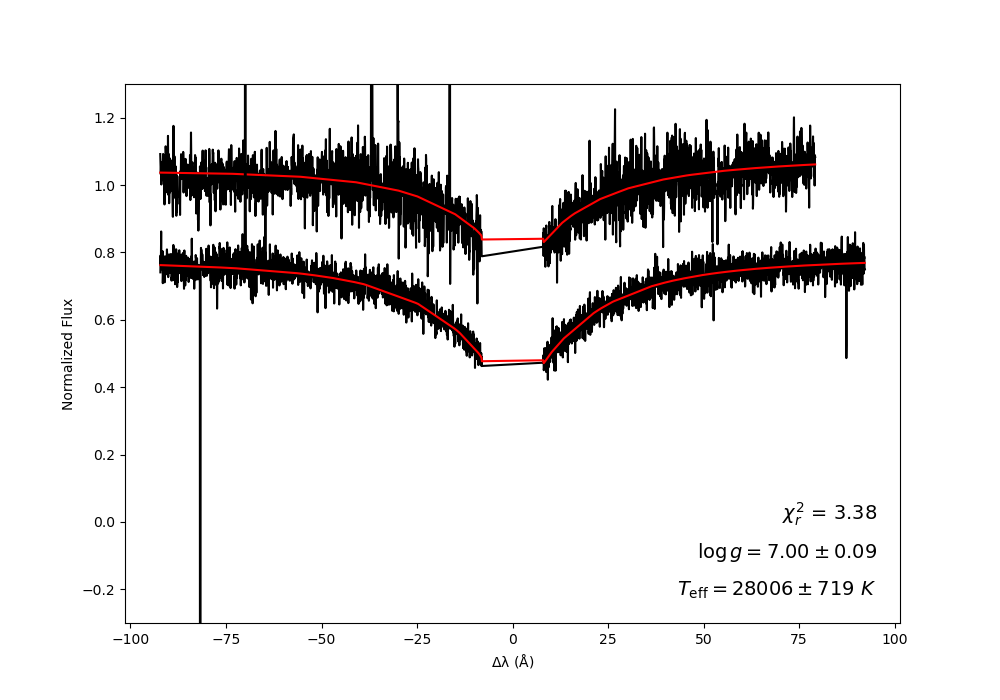 1.2
1.0
0.8
0.6
0.4
0.2
0.0
−0.2
Normalized Flux
χ²ᵣ = 3.38
log g = 7.00 ± 0.09
T_eff = 28006 ± 719 K
−100 −75 −50 −25 0 25 50 75 100
Δλ (Å)